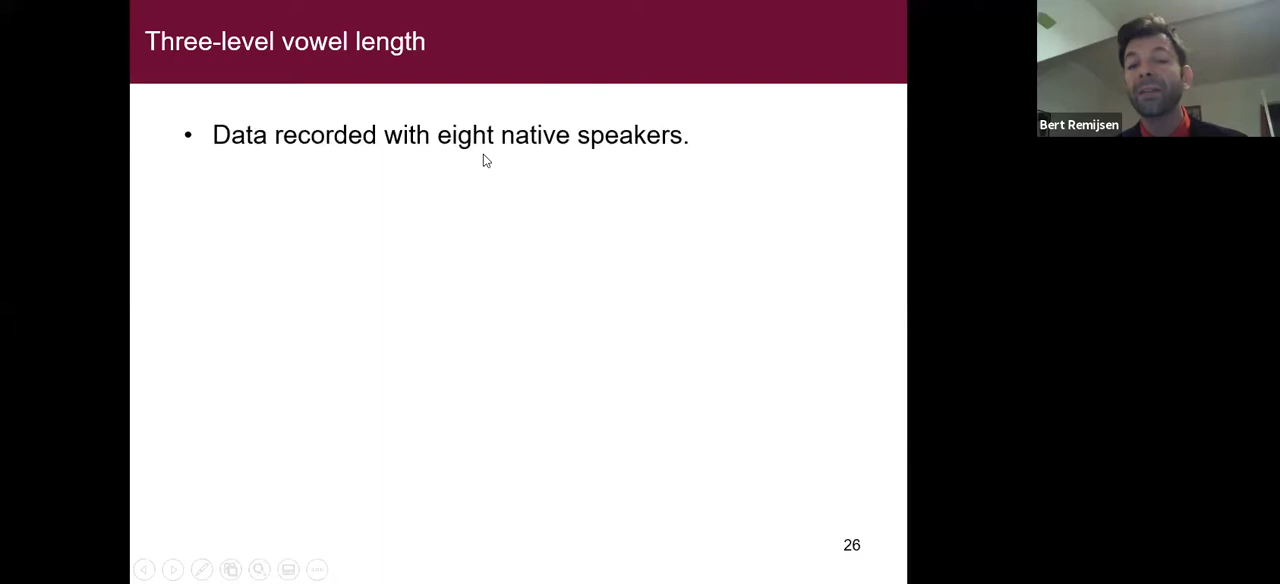 Three-level vowel length
• Data recorded with eight native speakers.
Bert Remijsen
26